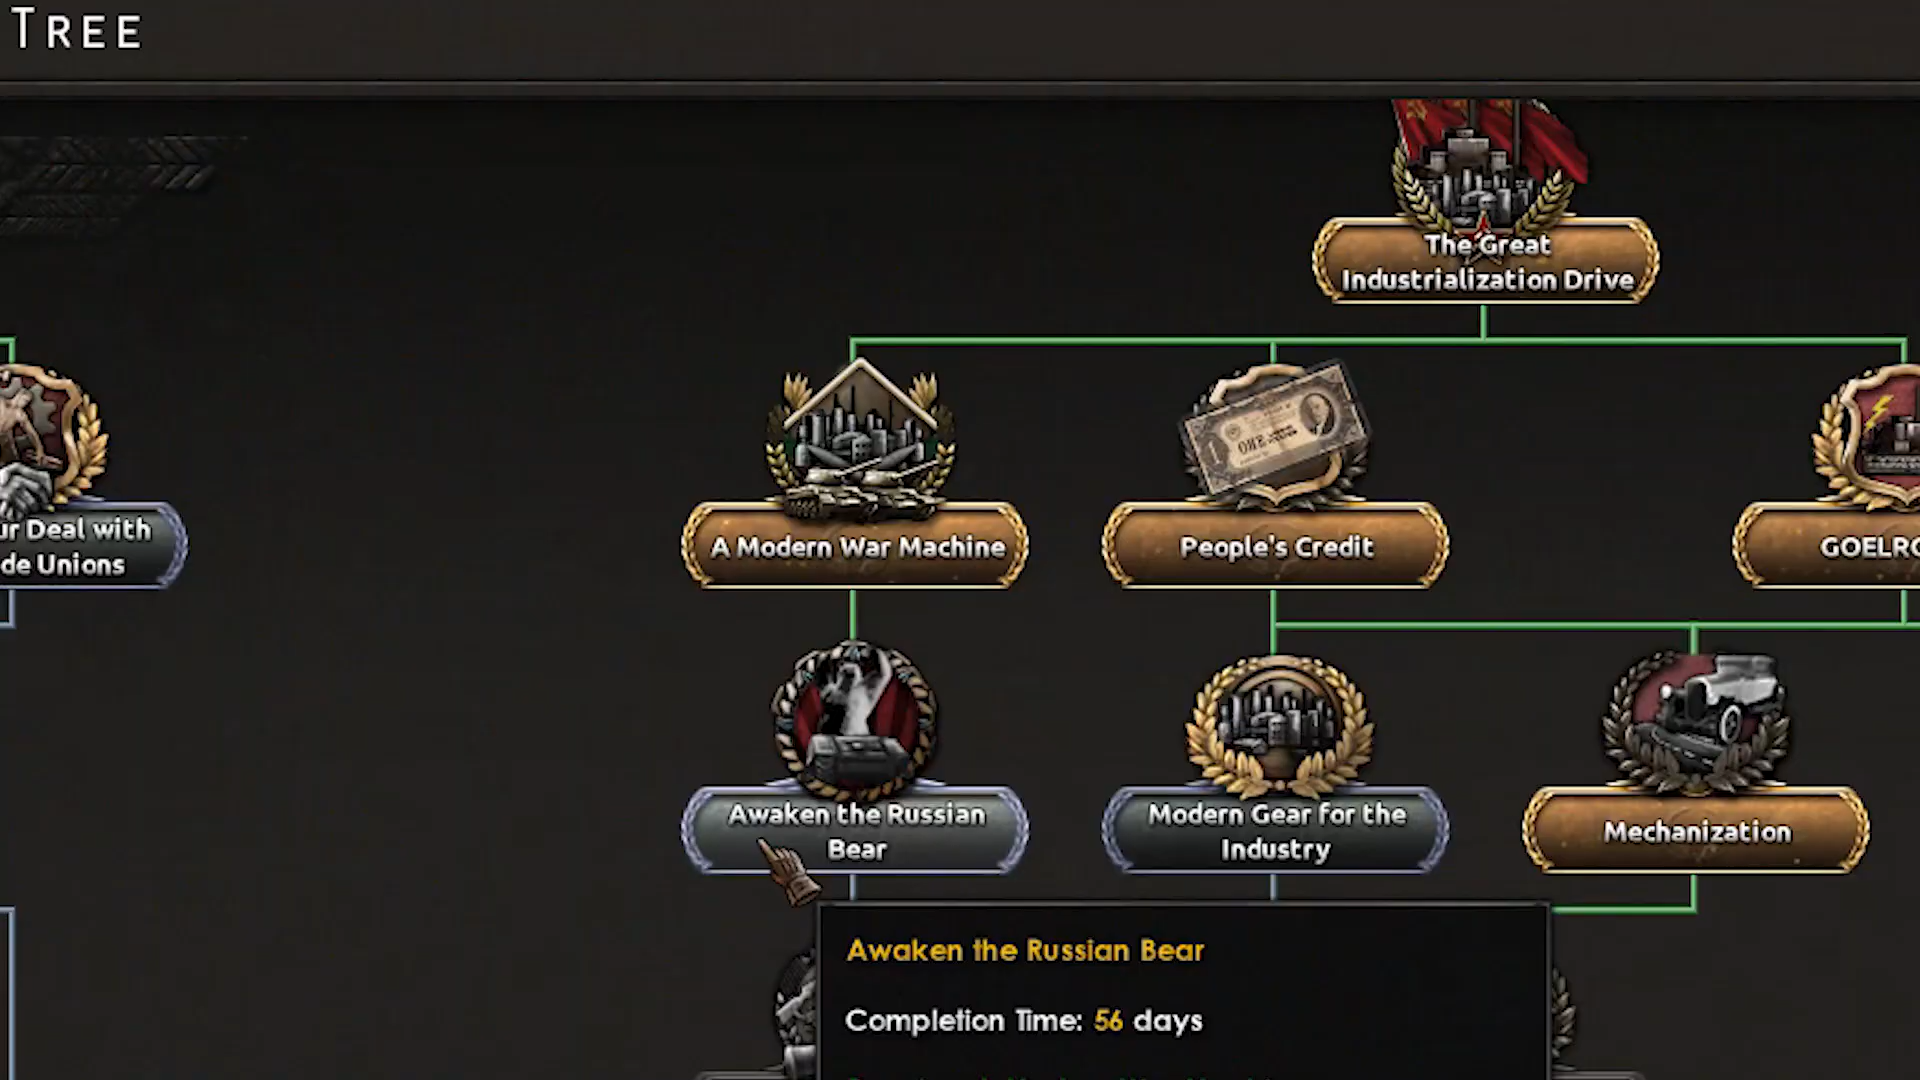 TREE
The Great
Industrialization Drive
ur Deal with
de Unions
A Modern War Machine
People's Credit
GOELRO
Awaken the Russian
Bear
Modern Gear for the
Industry
Mechanization
Awaken the Russian Bear
Completion Time: 56 days